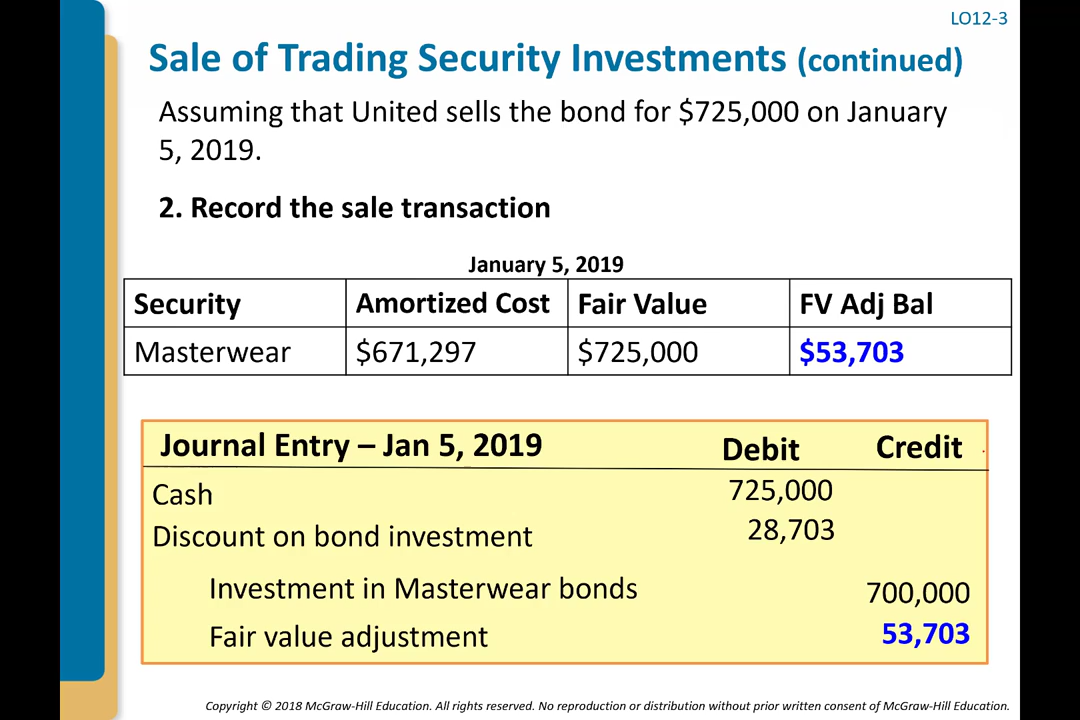 LO12-3
Sale of Trading Security Investments (continued)
Assuming that United sells the bond for $725,000 on January
5, 2019.
2. Record the sale transaction
January 5, 2019
Security Amortized Cost Fair Value FV Adj Bal
Masterwear $671,297 $725,000 $53,703
Journal Entry – Jan 5, 2019 Debit Credit
Cash 725,000
Discount on bond investment 28,703
Investment in Masterwear bonds 700,000
Fair value adjustment 53,703
Copyright © 2018 McGraw-Hill Education. All rights reserved. No reproduction or distribution without prior written consent of McGraw-Hill Education.